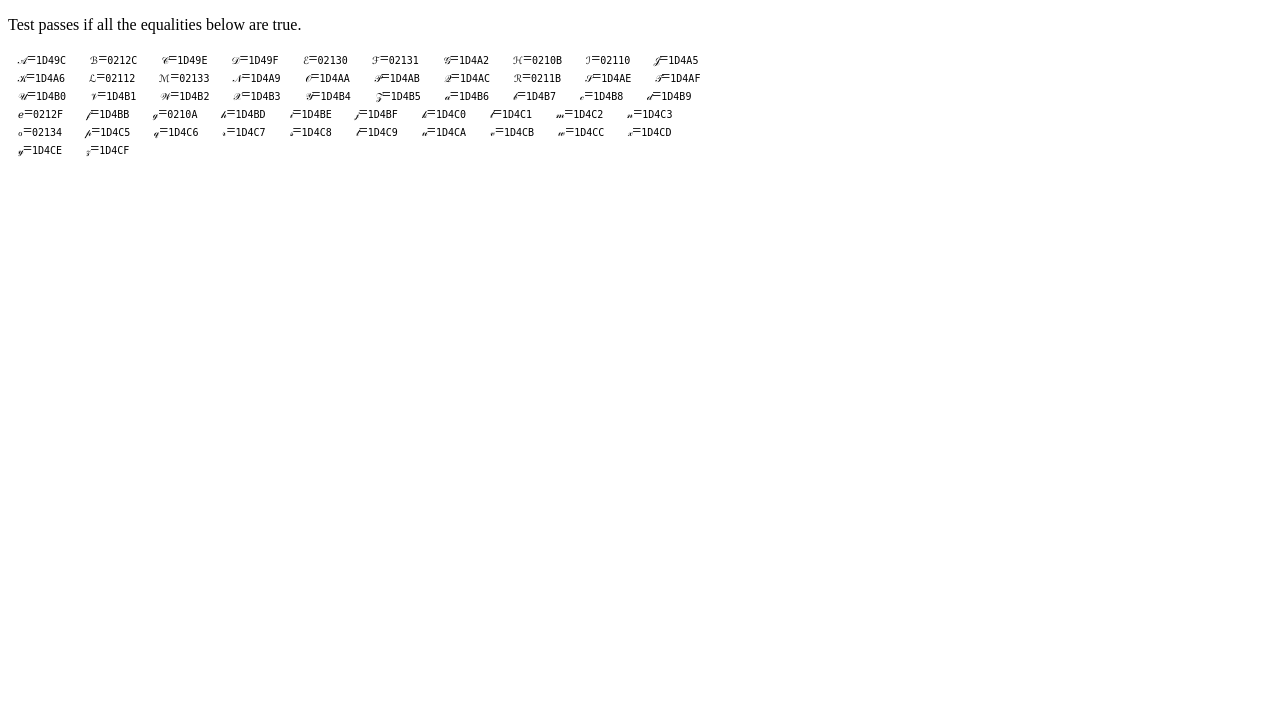 Test passes if all the equalities below are true.
𝒜=1D49C ℬ=0212C 𝒞=1D49E 𝒟=1D49F ℰ=02130 ℱ=02131 𝒢=1D4A2 ℋ=0210B ℐ=02110 𝒥=1D4A5
𝒦=1D4A6 ℒ=02112 ℳ=02133 𝒩=1D4A9 𝒪=1D4AA 𝒫=1D4AB 𝒬=1D4AC ℛ=0211B 𝒮=1D4AE 𝒯=1D4AF
𝒰=1D4B0 𝒱=1D4B1 𝒲=1D4B2 𝒳=1D4B3 𝒴=1D4B4 𝒵=1D4B5 𝒶=1D4B6 𝒷=1D4B7 𝒸=1D4B8 𝒹=1D4B9
ℯ=0212F 𝒻=1D4BB ℊ=0210A 𝒽=1D4BD 𝒾=1D4BE 𝒿=1D4BF 𝓀=1D4C0 𝓁=1D4C1 𝓂=1D4C2 𝓃=1D4C3
ℴ=02134 𝓅=1D4C5 𝓆=1D4C6 𝓇=1D4C7 𝓈=1D4C8 𝓉=1D4C9 𝓊=1D4CA 𝓋=1D4CB 𝓌=1D4CC 𝓍=1D4CD
𝓎=1D4CE 𝓏=1D4CF